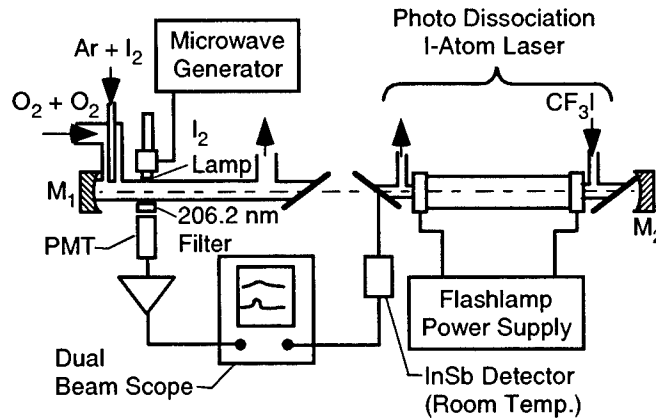 Photo Dissociation
I-Atom Laser
Ar + I2
Microwave
Generator
O2 + O2
CF3I
I2
Lamp
M1
206.2 nm
Filter
M2
PMT
Flashlamp
Power Supply
Dual
Beam Scope
InSb Detector
(Room Temp.)